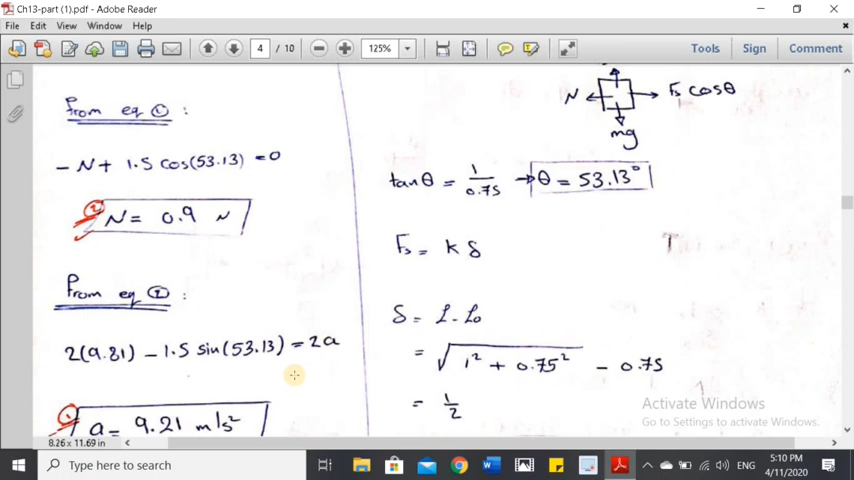 Ch13-part (1).pdf - Adobe Reader
File Edit View Window Help
4 / 10 125% Tools Sign Comment
From eq ① :
- N + 1.5 cos(53.13) = 0
② N = 0.9 N
From eq ② :
2(9.81) - 1.5 sin(53.13) = 2a
① a = 9.21 m/s²
N Fs cosθ
mg
tanθ = 1/0.75 → θ = 53.13°
Fs = k δ
δ = L - L₀
= √1² + 0.75² - 0.75
= 1/2
Activate Windows
Go to Settings to activate Windows.
8.26 x 11.69 in
Type here to search
ENG
5:10 PM
4/11/2020